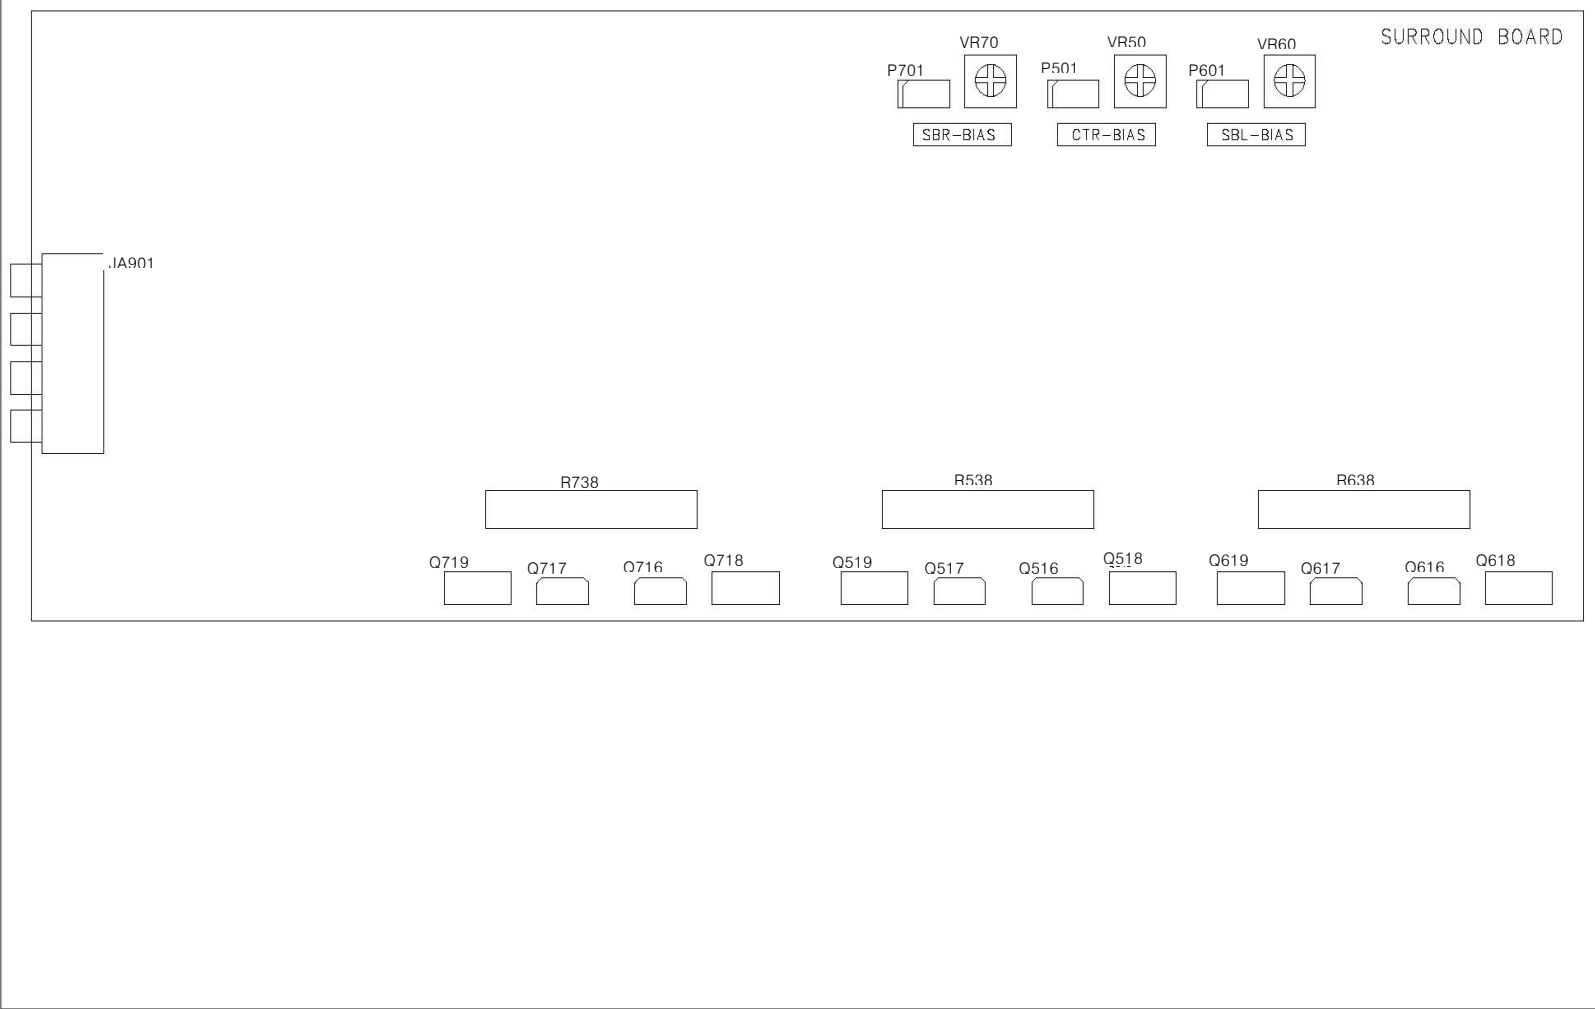 SURROUND BOARD
VR70
VR50
VR60
P701
P501
P601
SBR-BIAS
CTR-BIAS
SBL-BIAS
JA901
R738
R538
R638
Q719
Q717
Q716
Q718
Q519
Q517
Q516
Q518
Q619
Q617
Q616
Q618